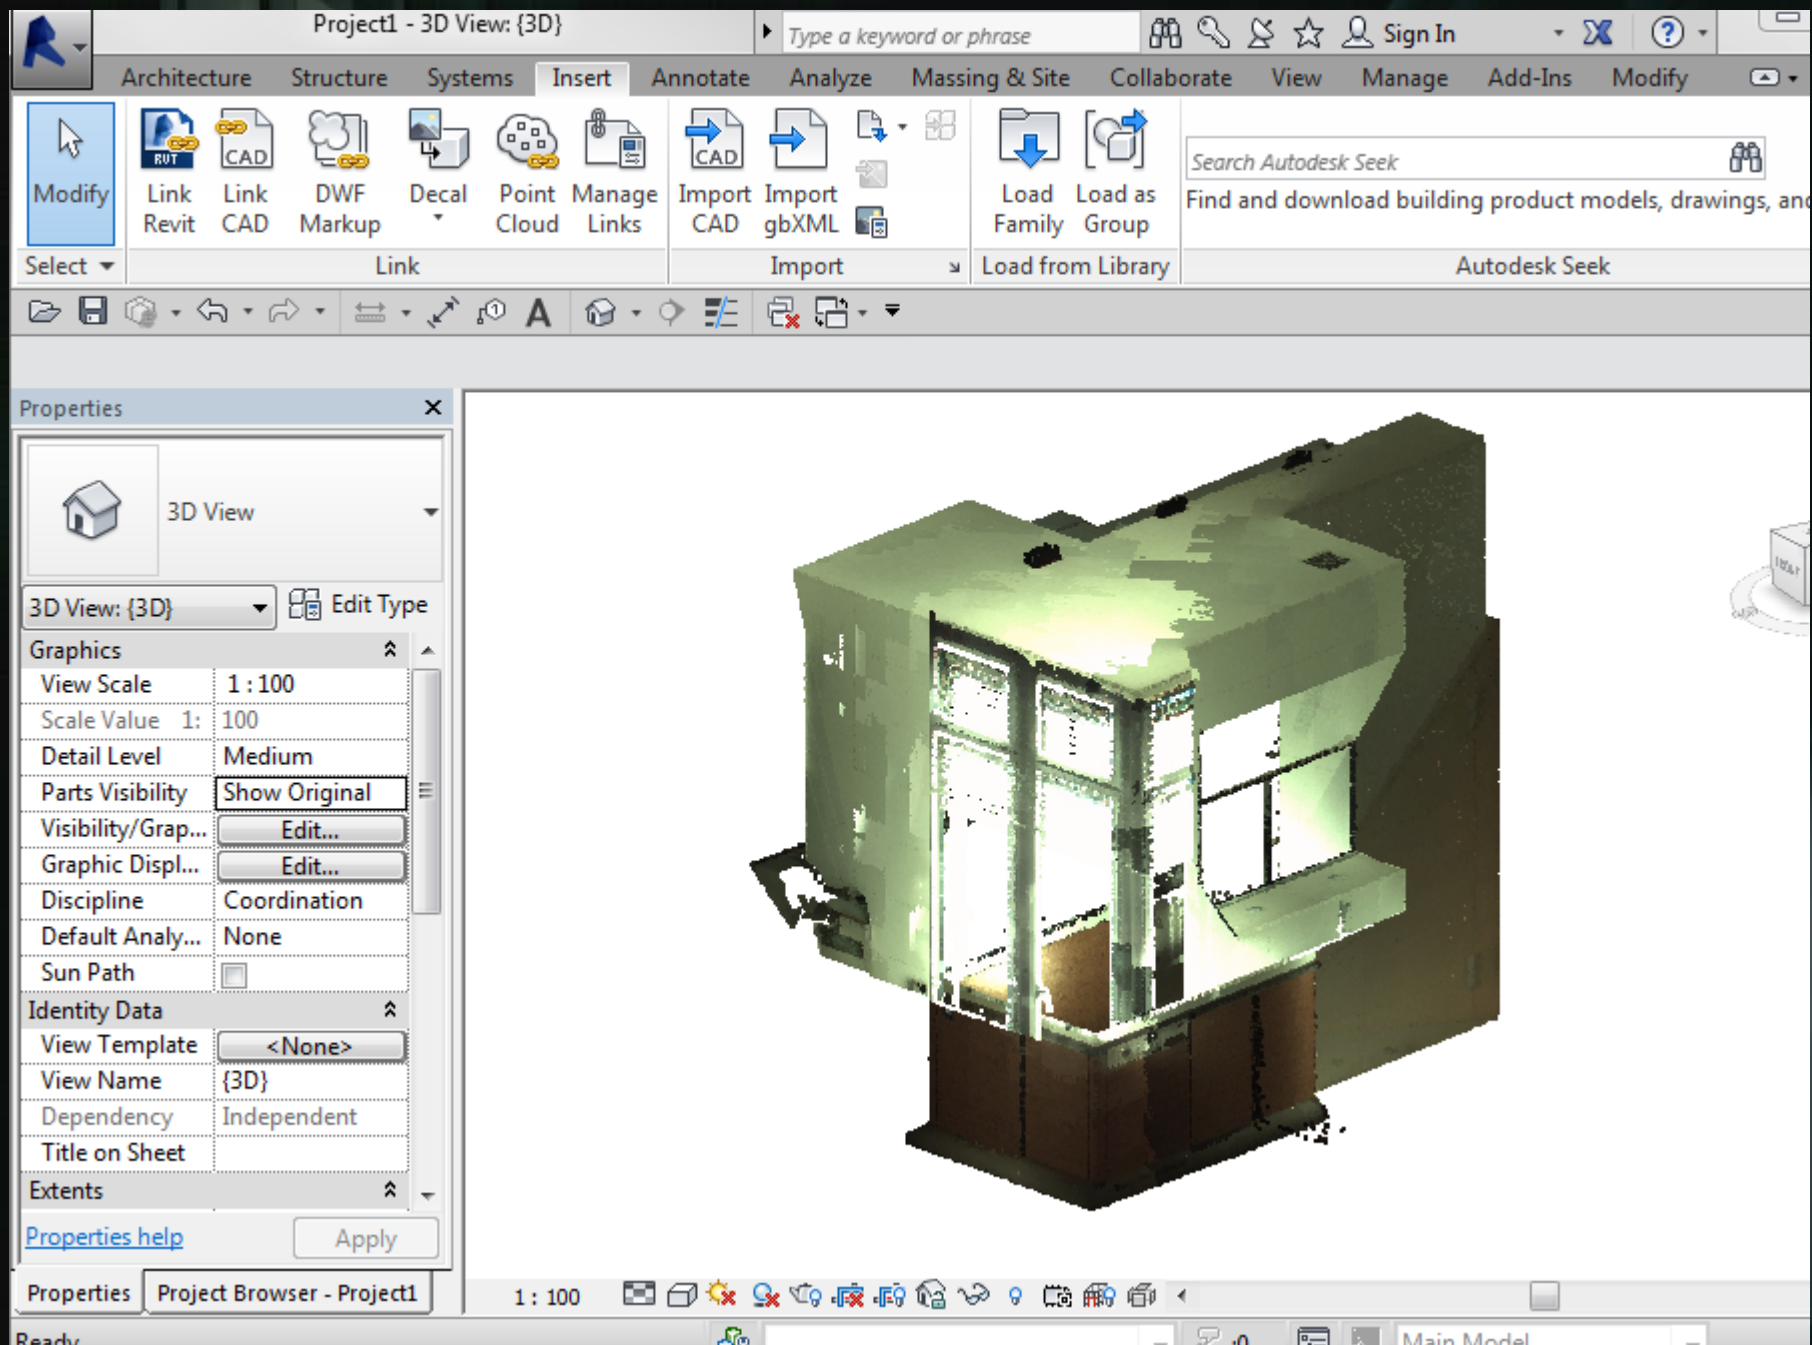 Project1 - 3D View: {3D}
Type a keyword or phrase
Sign In
Architecture Structure Systems Insert Annotate Analyze Massing & Site Collaborate View Manage Add-Ins Modify
Modify
RVT
CAD
CAD
Link Revit
Link CAD
DWF Markup
Decal
Point Cloud
Manage Links
Import CAD
Import gbXML
Load Family
Load as Group
Search Autodesk Seek
Find and download building product models, drawings, and
Select
Link
Import
Load from Library
Autodesk Seek
A
Properties
3D View
3D View: {3D}
Edit Type
Graphics
View Scale 1 : 100
Scale Value 1: 100
Detail Level Medium
Parts Visibility Show Original
Visibility/Grap... Edit...
Graphic Displ... Edit...
Discipline Coordination
Default Analy... None
Sun Path
Identity Data
View Template <None>
View Name {3D}
Dependency Independent
Title on Sheet
Extents
Properties help
Apply
Properties
Project Browser - Project1
1 : 100
Ready
:0
Main Model